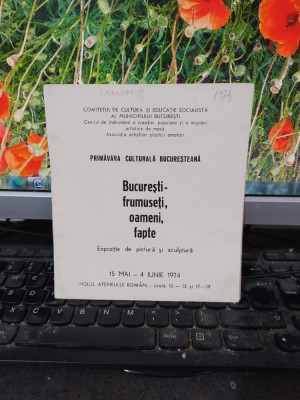 1974
COMITETUL DE CULTURĂ ȘI EDUCAȚIE SOCIALISTĂ
AL MUNICIPIULUI BUCUREȘTI
Centrul de îndrumare a creației populare și a mișcării
artistice de masă
Asociația artiștilor plastici amatori
PRIMĂVARA CULTURALĂ BUCUREȘTEANĂ
București-
frumuseți,
oameni,
fapte
Expoziție de pictură și sculptură
15 MAI — 4 IUNIE 1974
HOLUL ATENEULUI ROMÂN, — orele 10 — 13 și 17 — 19